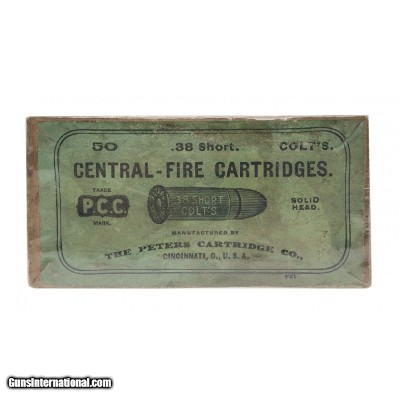 50 .38 Short. COLT'S.
CENTRAL-FIRE CARTRIDGES.
TRADE
P.C.C.
MARK.
.38 SHORT
COLT'S
SOLID
HEAD.
MANUFACTURED BY
THE PETERS CARTRIDGE CO.,
CINCINNATI, O., U. S. A.
GunsInternational.com